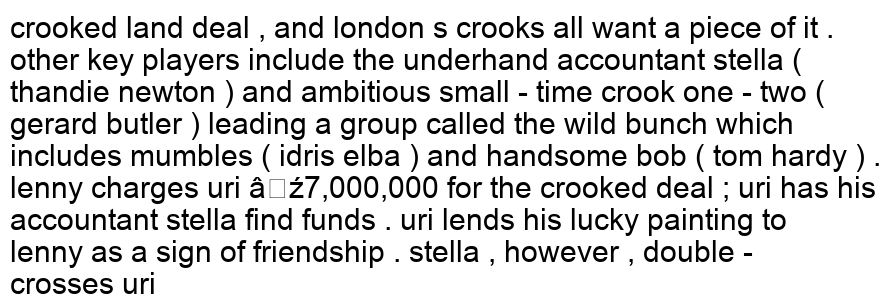 crooked land deal , and london s crooks all want a piece of it .
other key players include the underhand accountant stella (
thandie newton ) and ambitious small - time crook one - two (
gerard butler ) leading a group called the wild bunch which
includes mumbles ( idris elba ) and handsome bob ( tom hardy ) .
lenny charges uri â□ź7,000,000 for the crooked deal ; uri has his
accountant stella find funds . uri lends his lucky painting to
lenny as a sign of friendship . stella , however , double -
crosses uri